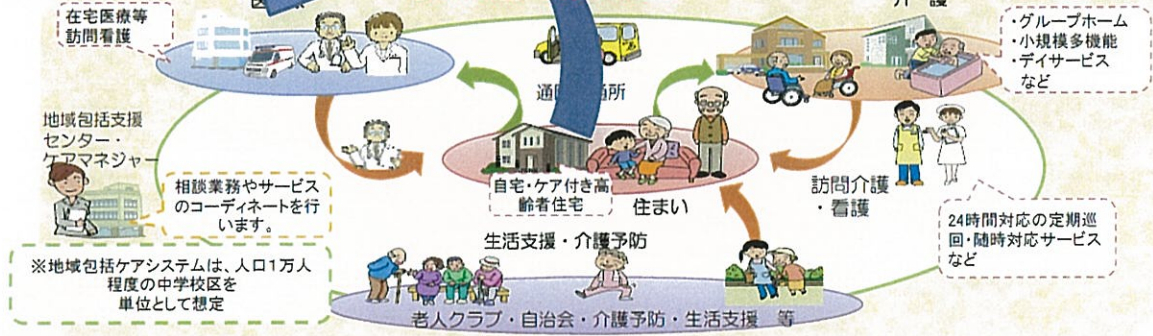 在宅医療等
訪問看護
介護
・グループホーム
・小規模多機能
・デイサービス
など
地域包括支援
センター・
ケアマネジャー
相談業務やサービス
のコーディネートを行
います。
自宅・ケア付き高
齢者住宅
住まい
訪問介護
・看護
24時間対応の定期巡
回・随時対応サービス
など
生活支援・介護予防
※地域包括ケアシステムは、人口1万人
程度の中学校区を
単位として想定
老人クラブ・自治会・介護予防・生活支援 等